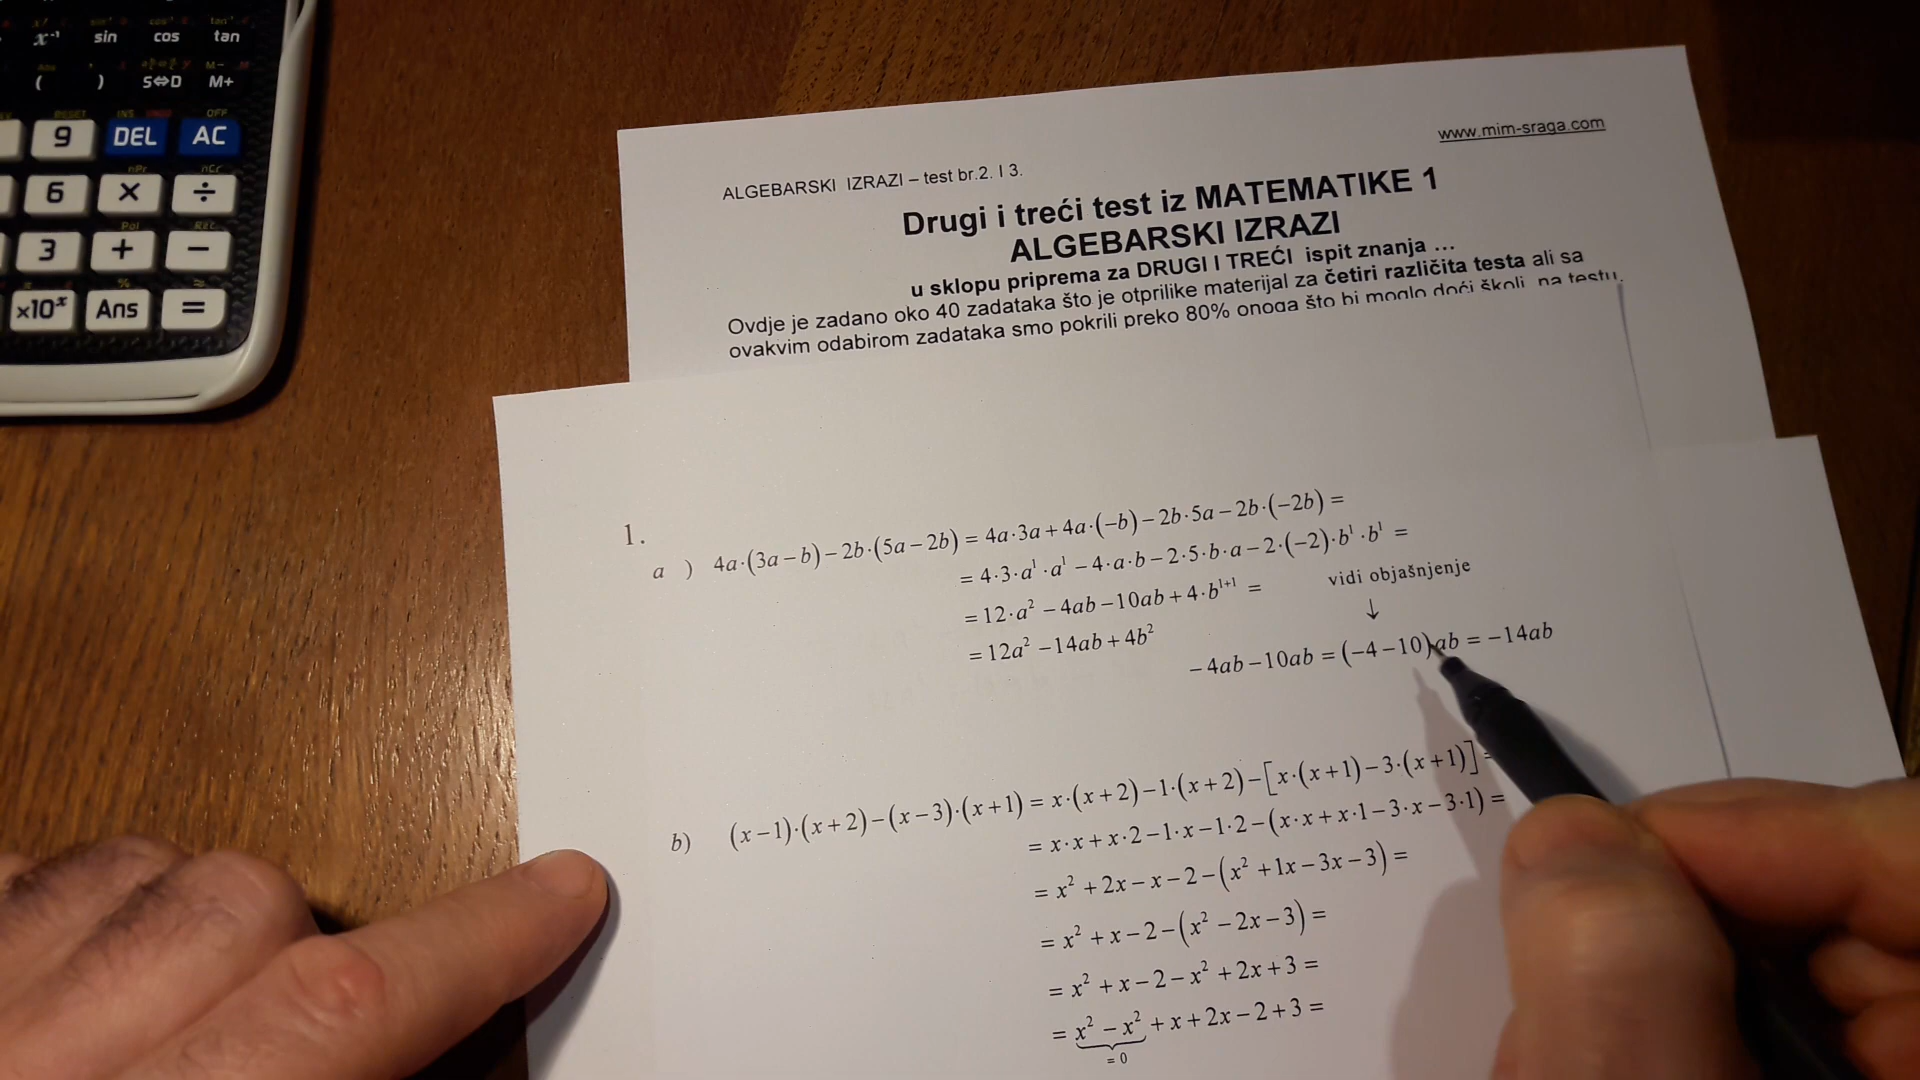 x⁻¹ sin cos tan
( ) S⇔D M+
9 DEL AC
6 × ÷
3 + −
×10ˣ Ans =
www.mim-sraga.com
ALGEBARSKI IZRAZI – test br.2. I 3.
Drugi i treći test iz MATEMATIKE 1
ALGEBARSKI IZRAZI
u sklopu priprema za DRUGI I TREĆI ispit znanja ...
Ovdje je zadano oko 40 zadataka što je otprilike materijal za četiri različita testa ali sa
ovakvim odabirom zadataka smo pokrili preko 80% onoga što bi moglo doći školi na testu.
1.
a ) 4a·(3a−b)−2b·(5a−2b) = 4a·3a+4a·(−b)−2b·5a−2b·(−2b) =
= 4·3·a¹·a¹ −4·a·b−2·5·b·a−2·(−2)·b¹·b¹ =
vidi objašnjenje
= 12·a² −4ab−10ab+4·b¹⁺¹ =
↓
= 12a² −14ab+4b²
−4ab−10ab = (−4−10)ab = −14ab
b) (x−1)·(x+2)−(x−3)·(x+1) = x·(x+2)−1·(x+2)−[x·(x+1)−3·(x+1)] =
= x·x+x·2−1·x−1·2−(x·x+x·1−3·x−3·1) =
= x² +2x−x−2−(x² +1x−3x−3) =
= x² +x−2−(x² −2x−3) =
= x² +x−2−x² +2x+3 =
= x² −x² +x+2x−2+3 =
= 0